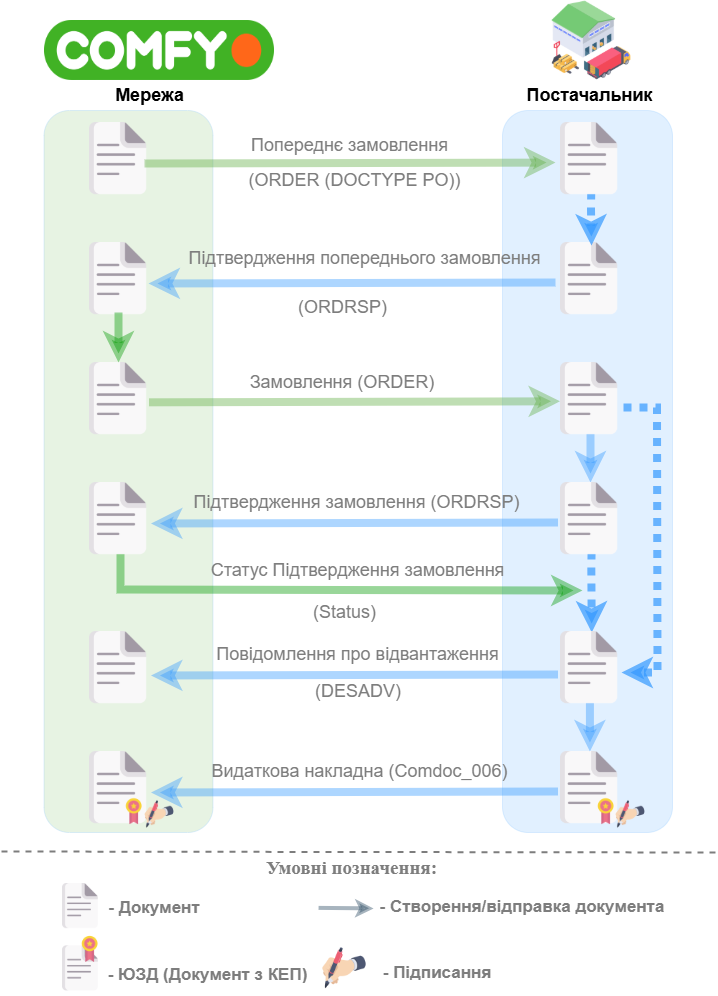 COMFY
Мережа
Постачальник
Попереднє замовлення
(ORDER (DOCTYPE PO))
Підтвердження попереднього замовлення
(ORDRSP)
Замовлення (ORDER)
Підтвердження замовлення (ORDRSP)
Статус Підтвердження замовлення
(Status)
Повідомлення про відвантаження
(DESADV)
Видаткова накладна (Comdoc_006)
Умовні позначення:
- Документ
- Створення/відправка документа
- ЮЗД (Документ з КЕП)
- Підписання